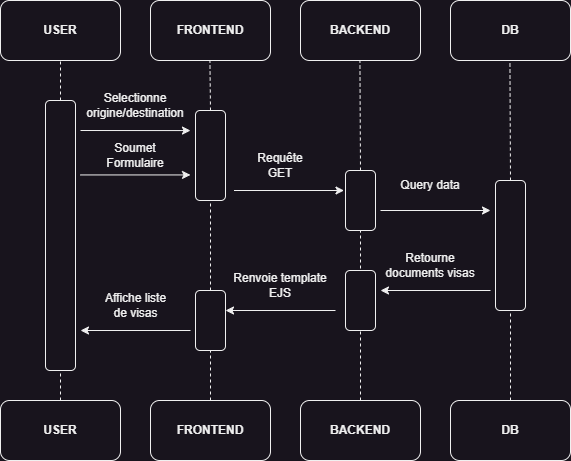 USER
FRONTEND
BACKEND
DB
Selectionne
origine/destination
Soumet
Formulaire
Requête
GET
Query data
Retourne
documents visas
Renvoie template
EJS
Affiche liste
de visas
USER
FRONTEND
BACKEND
DB